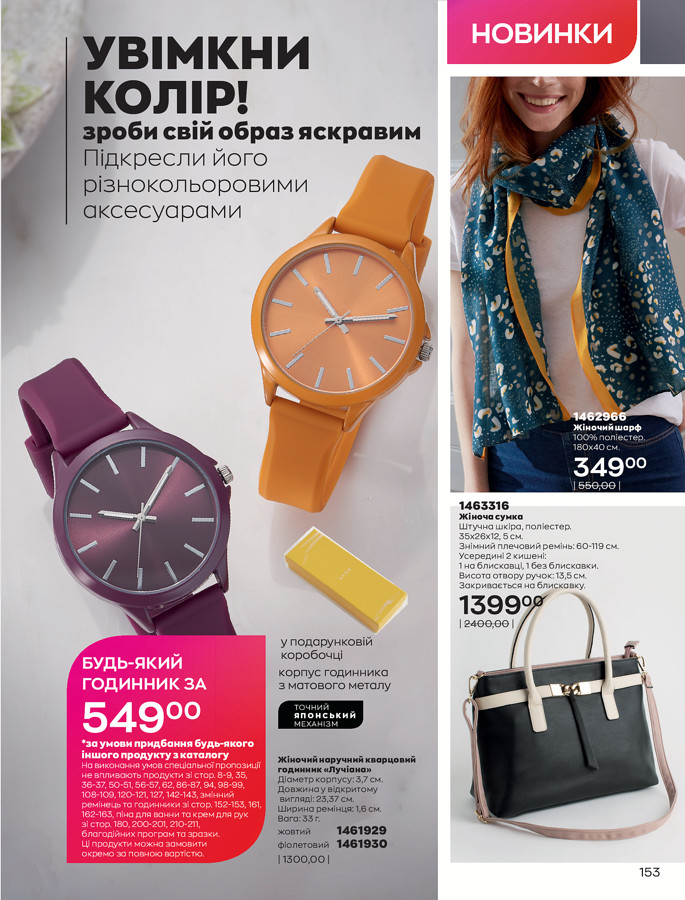 УВІМКНИ
КОЛІР!
зроби свій образ яскравим
Підкресли його
різнокольоровими
аксесуарами
НОВИНКИ
1462966
Жіночий шарф
100% поліестер.
180х40 см.
349⁰⁰
| 550,00 |
1463316
Жіноча сумка
Штучна шкіра, поліестер.
35х26х12, 5 см.
Знімний плечовий ремінь: 60-119 см.
Усередині 2 кишені:
1 на блискавці, 1 без блискавки.
Висота отвору ручок: 13,5 см.
Закривається на блискавку.
1399⁰⁰
| 2400,00 |
у подарунковій
коробочці
корпус годинника
з матового металу
ТОЧНИЙ
ЯПОНСЬКИЙ
МЕХАНІЗМ
БУДЬ-ЯКИЙ
ГОДИННИК ЗА
549⁰⁰
*за умови придбання будь-якого
іншого продукту з каталогу
На виконання умов спеціальної пропозиції
не впливають продукти зі стор. 8-9, 35,
36-37, 50-51, 56-57, 62, 86-87, 94, 98-99,
108-109, 120-121, 127, 142-143, змінний
ремінець та годинники зі стор. 152-153, 161,
162-163, піна для ванни та крем для рук
зі стор. 180, 200-201, 210-211,
благодійних програм та зразки.
Ці продукти можна замовити
окремо за повною вартістю.
Жіночий наручний кварцовий
годинник «Лучіана»
Діаметр корпусу: 3,7 см.
Довжина у відкритому
вигляді: 23,37 см.
Ширина ремінця: 1,6 см.
Вага: 33 г.
жовтий 1461929
фіолетовий 1461930
| 1300,00 |
153